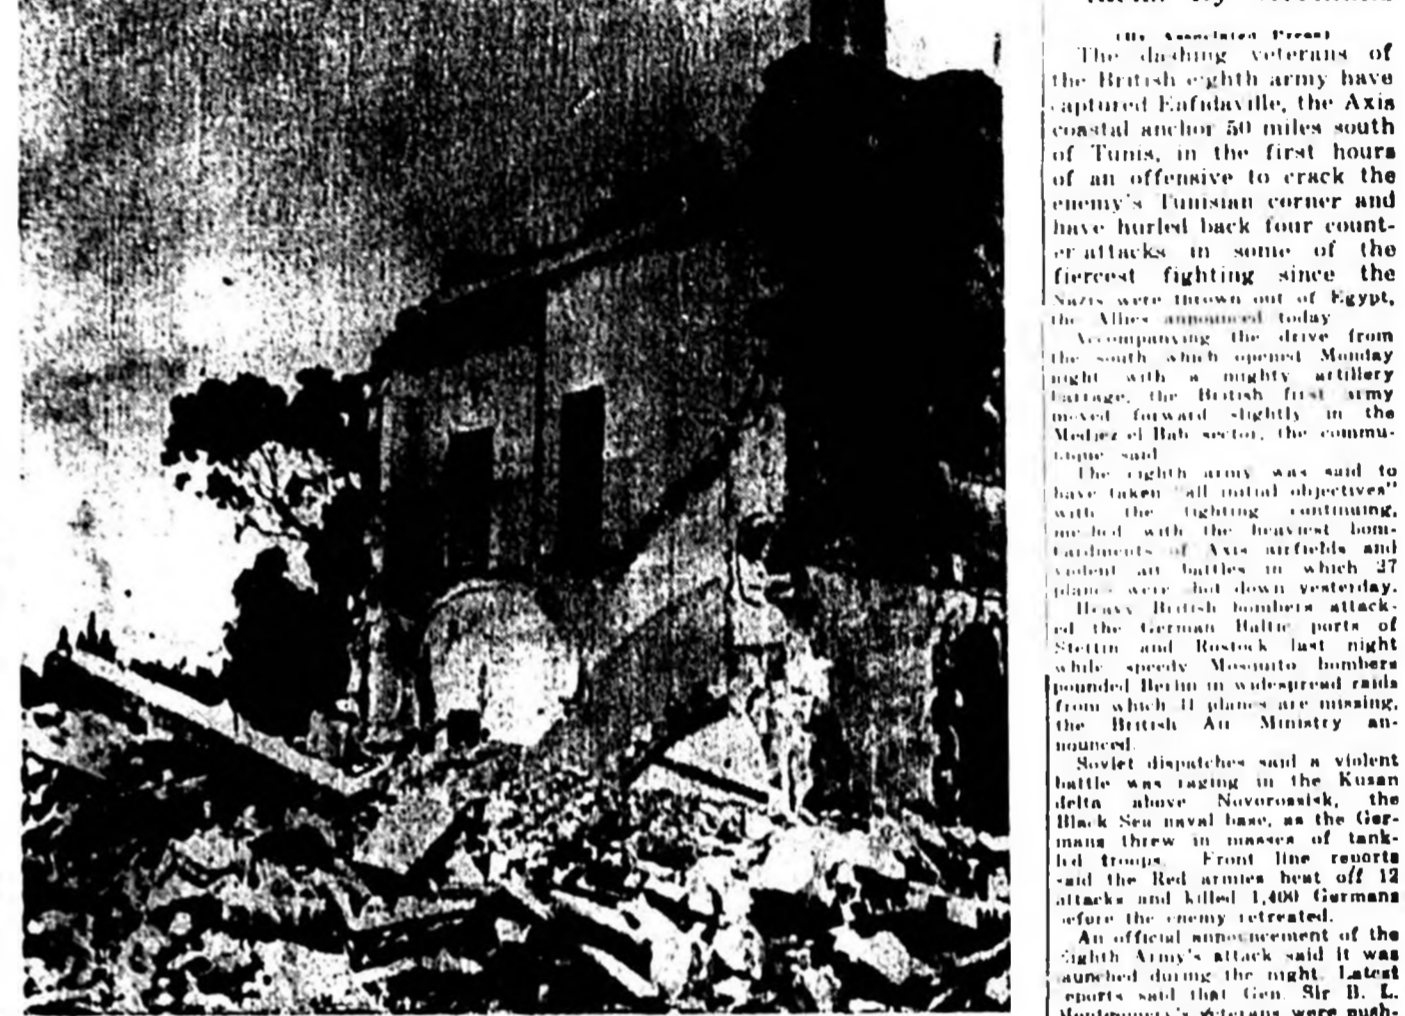 (By Associated Press)
The dashing veterans of
the British eighth army have
captured Enfidaville, the Axis
coastal anchor 50 miles south
of Tunis, in the first hours
of an offensive to crack the
enemy's Tunisian corner and
have hurled back four count-
er attacks in some of the
fiercest fighting since the
Nazis were thrown out of Egypt,
the Allies announced today
Accompanying the drive from
the south which opened Monday
night with a mighty artillery
barrage, the British first army
moved forward slightly in the
Medjez el Bab sector, the commu-
nique said
The eighth army was said to
have taken "all initial objectives"
with the fighting continuing,
meshed with the heaviest bom-
bardments of Axis airfields and
violent air battles in which 27
planes were shot down yesterday.
Heavy British bombers attack-
ed the German Baltic ports of
Stettin and Rostock last night
while speedy Mosquito bombers
pounded Berlin in widespread raids
from which 31 planes are missing,
the British Air Ministry an-
nounced.
Soviet dispatches said a violent
battle was raging in the Kuban
delta above Novorossisk, the
Black Sea naval base, as the Ger-
mans threw in masses of tank-
led troops. Front line reports
said the Red armies beat off 12
attacks and killed 1,400 Germans
before the enemy retreated.
An official announcement of the
Eighth Army's attack said it was
launched during the night. Latest
reports said that Gen. Sir B. L.
Montgomery's veterans were push-